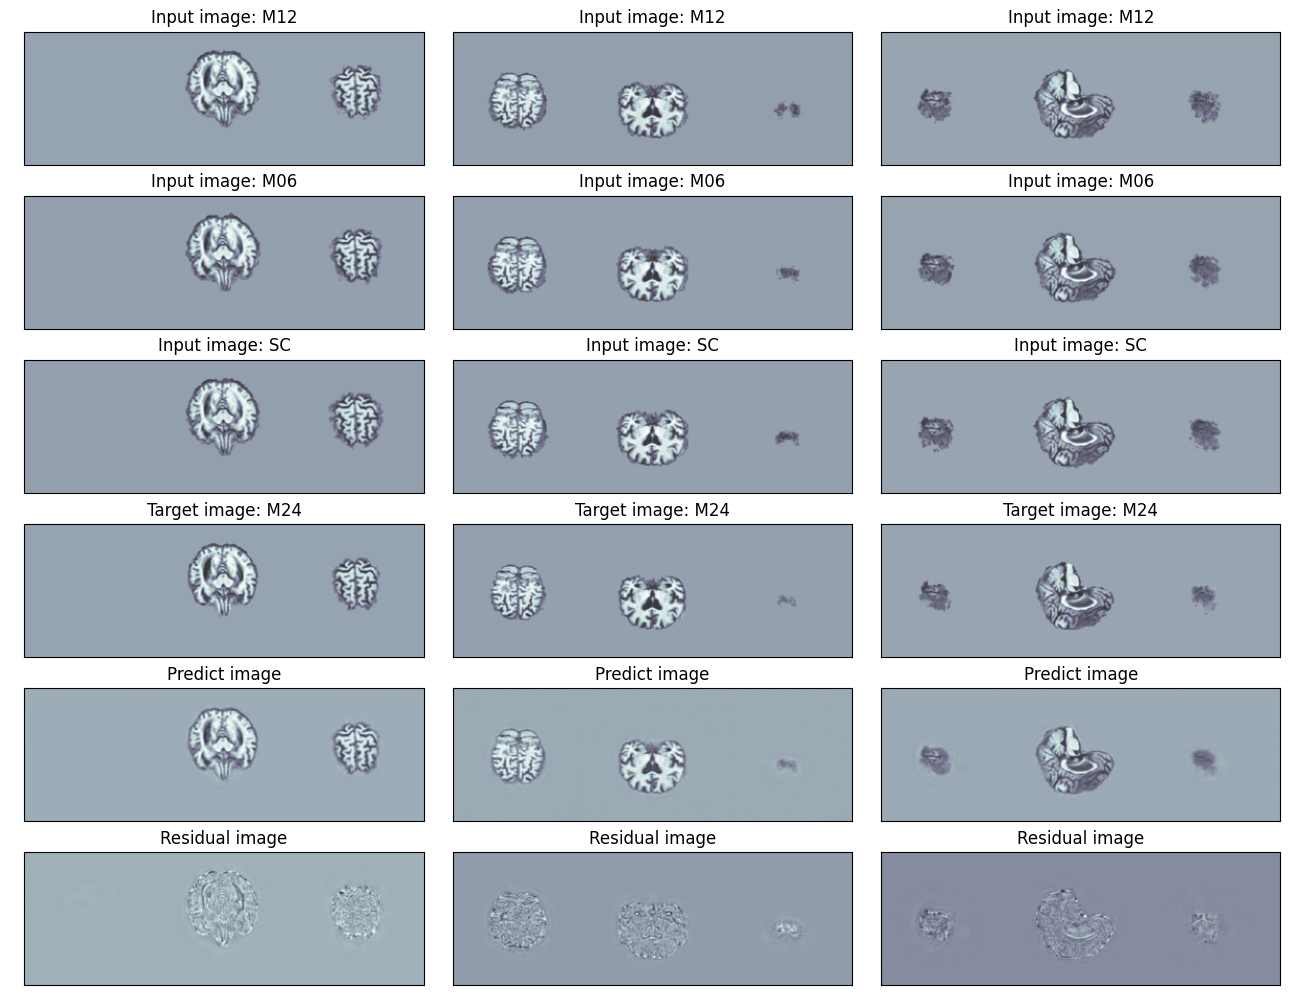 Input image: M12 Input image: M12 Input image: M12
Input image: M06 Input image: M06 Input image: M06
Input image: SC Input image: SC Input image: SC
Target image: M24 Target image: M24 Target image: M24
Predict image Predict image Predict image
Residual image Residual image Residual image